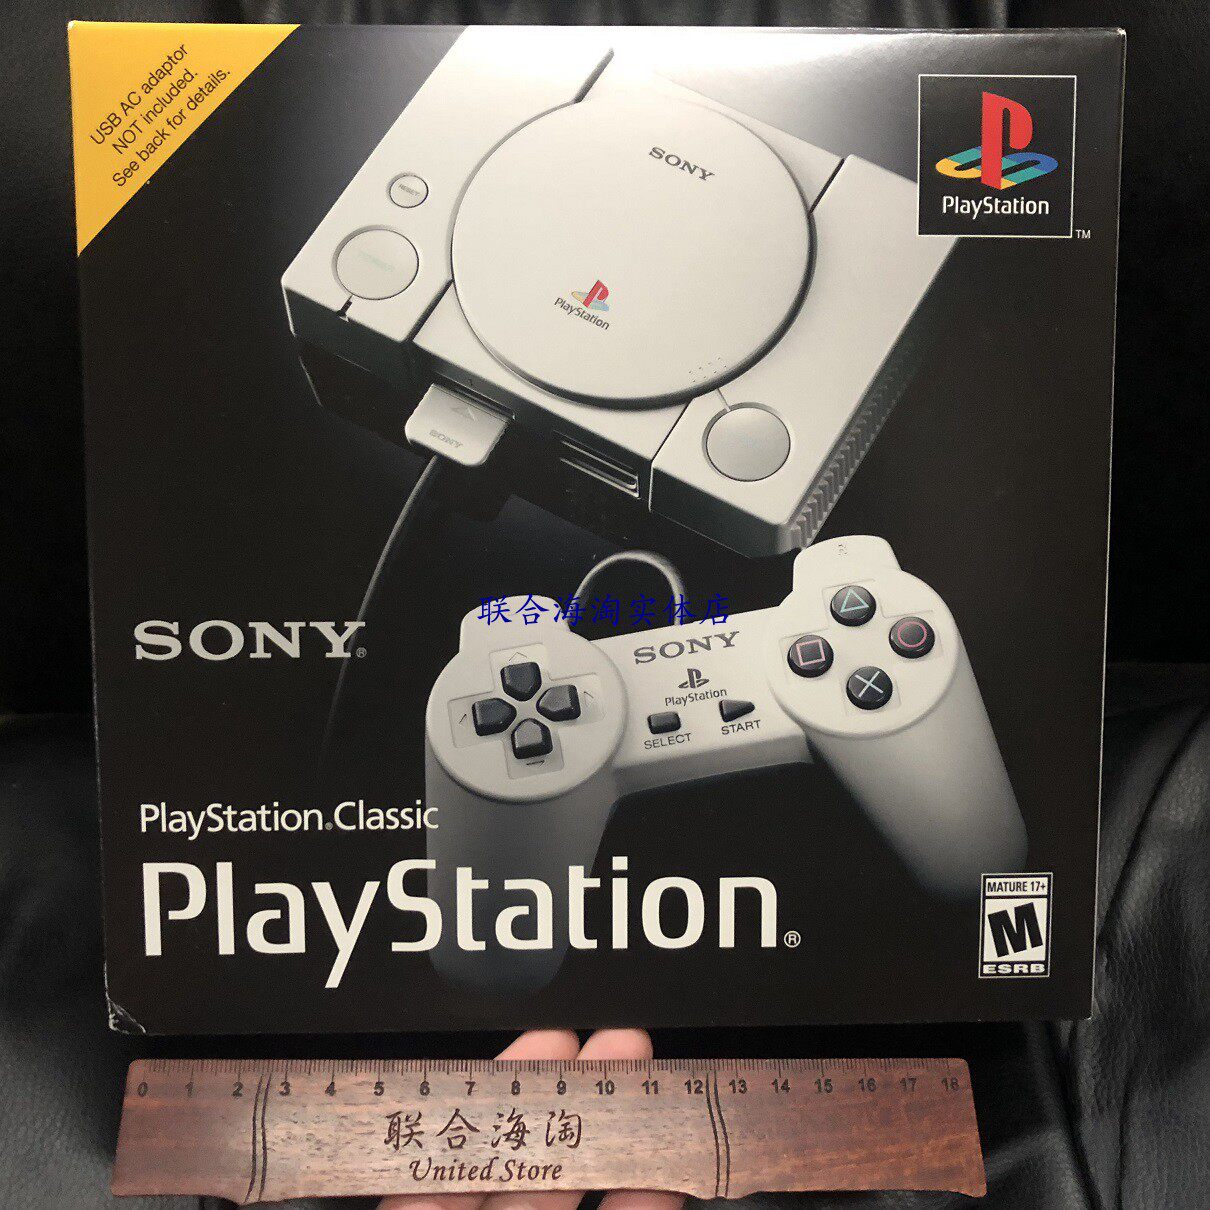 USB AC adaptor
NOT included.
See back for details.
SONY
PlayStation
PlayStation
TM
RESET
SONY
联合海淘实体店
SONY®
SONY
PlayStation
SELECT
START
PlayStation®Classic
PlayStation®
MATURE 17+
M
ESRB
0 1 2 3 4 5 6 7 8 9 10 11 12 13 14 15 16 17 18
联合海淘
United Store